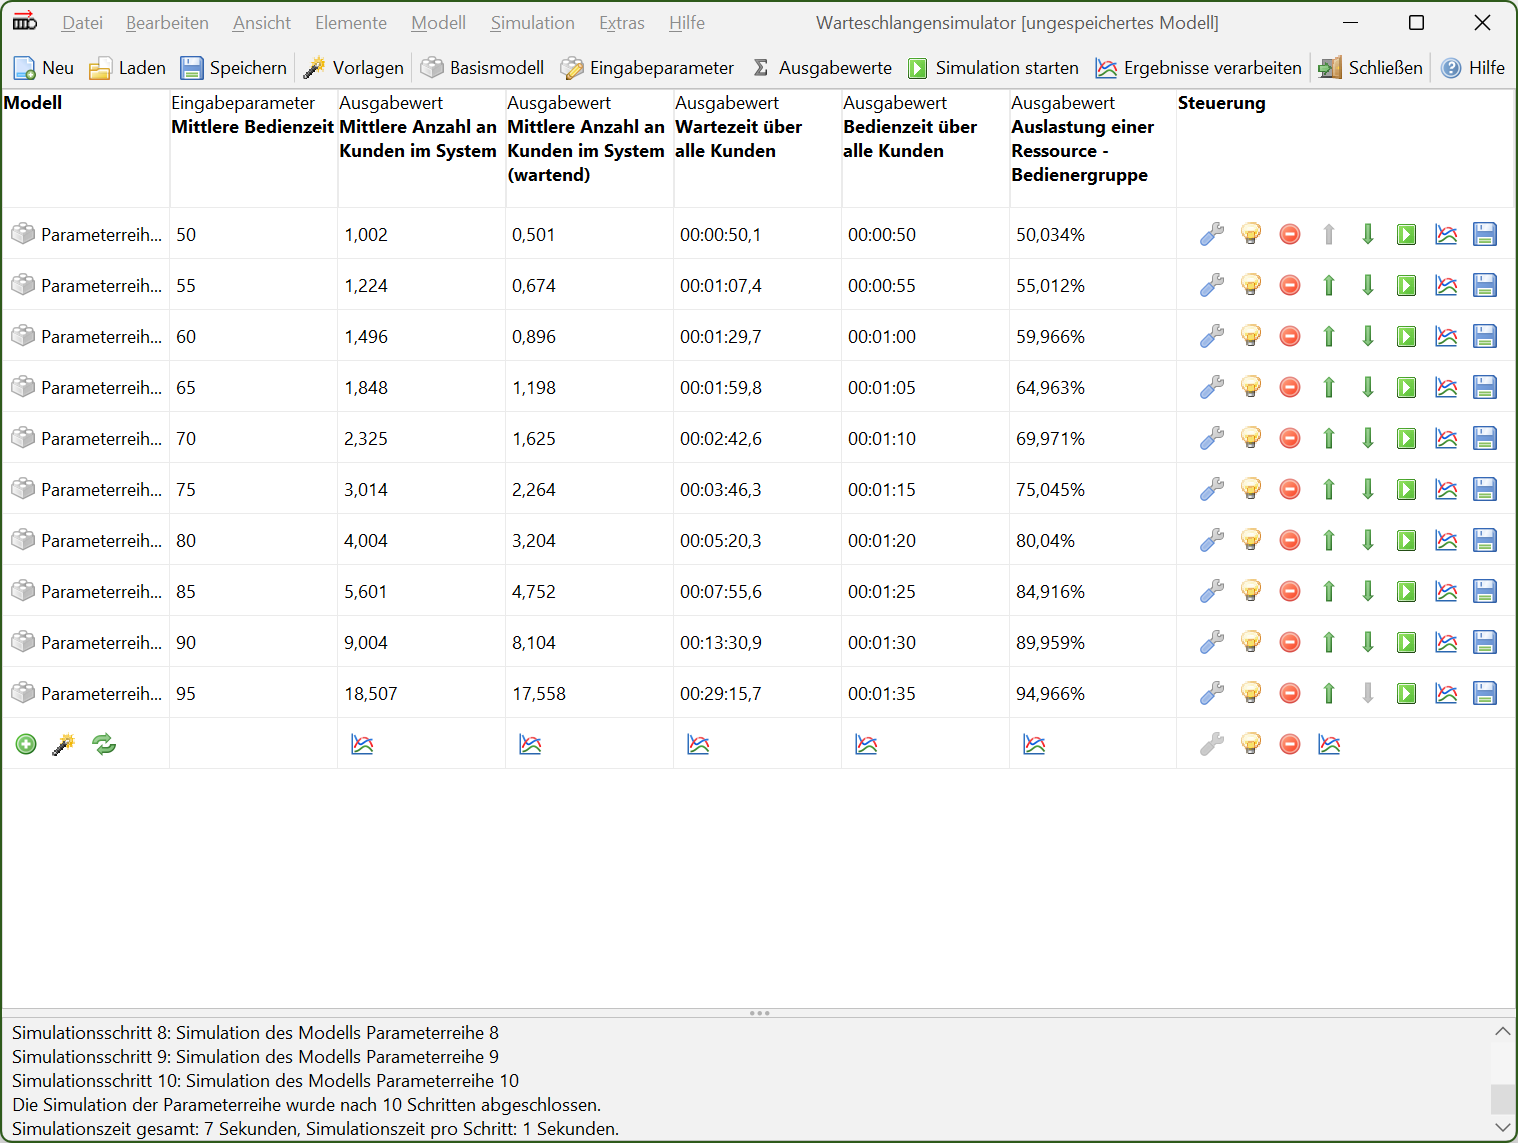 Datei Bearbeiten Ansicht Elemente Modell Simulation Extras Hilfe Warteschlangensimulator [ungespeichertes Modell]
Neu Laden Speichern Vorlagen Basismodell Eingabeparameter Σ Ausgabewerte Simulation starten Ergebnisse verarbeiten Schließen Hilfe
Modell Eingabeparameter Ausgabewert Ausgabewert Ausgabewert Ausgabewert Ausgabewert Steuerung
Mittlere Bedienzeit Mittlere Anzahl an Mittlere Anzahl an Wartezeit über Bedienzeit über Auslastung einer
Kunden im System Kunden im System alle Kunden alle Kunden Ressource -
(wartend) Bedienergruppe
Parameterreih... 50 1,002 0,501 00:00:50,1 00:00:50 50,034%
Parameterreih... 55 1,224 0,674 00:01:07,4 00:00:55 55,012%
Parameterreih... 60 1,496 0,896 00:01:29,7 00:01:00 59,966%
Parameterreih... 65 1,848 1,198 00:01:59,8 00:01:05 64,963%
Parameterreih... 70 2,325 1,625 00:02:42,6 00:01:10 69,971%
Parameterreih... 75 3,014 2,264 00:03:46,3 00:01:15 75,045%
Parameterreih... 80 4,004 3,204 00:05:20,3 00:01:20 80,04%
Parameterreih... 85 5,601 4,752 00:07:55,6 00:01:25 84,916%
Parameterreih... 90 9,004 8,104 00:13:30,9 00:01:30 89,959%
Parameterreih... 95 18,507 17,558 00:29:15,7 00:01:35 94,966%
Simulationsschritt 8: Simulation des Modells Parameterreihe 8
Simulationsschritt 9: Simulation des Modells Parameterreihe 9
Simulationsschritt 10: Simulation des Modells Parameterreihe 10
Die Simulation der Parameterreihe wurde nach 10 Schritten abgeschlossen.
Simulationszeit gesamt: 7 Sekunden, Simulationszeit pro Schritt: 1 Sekunden.